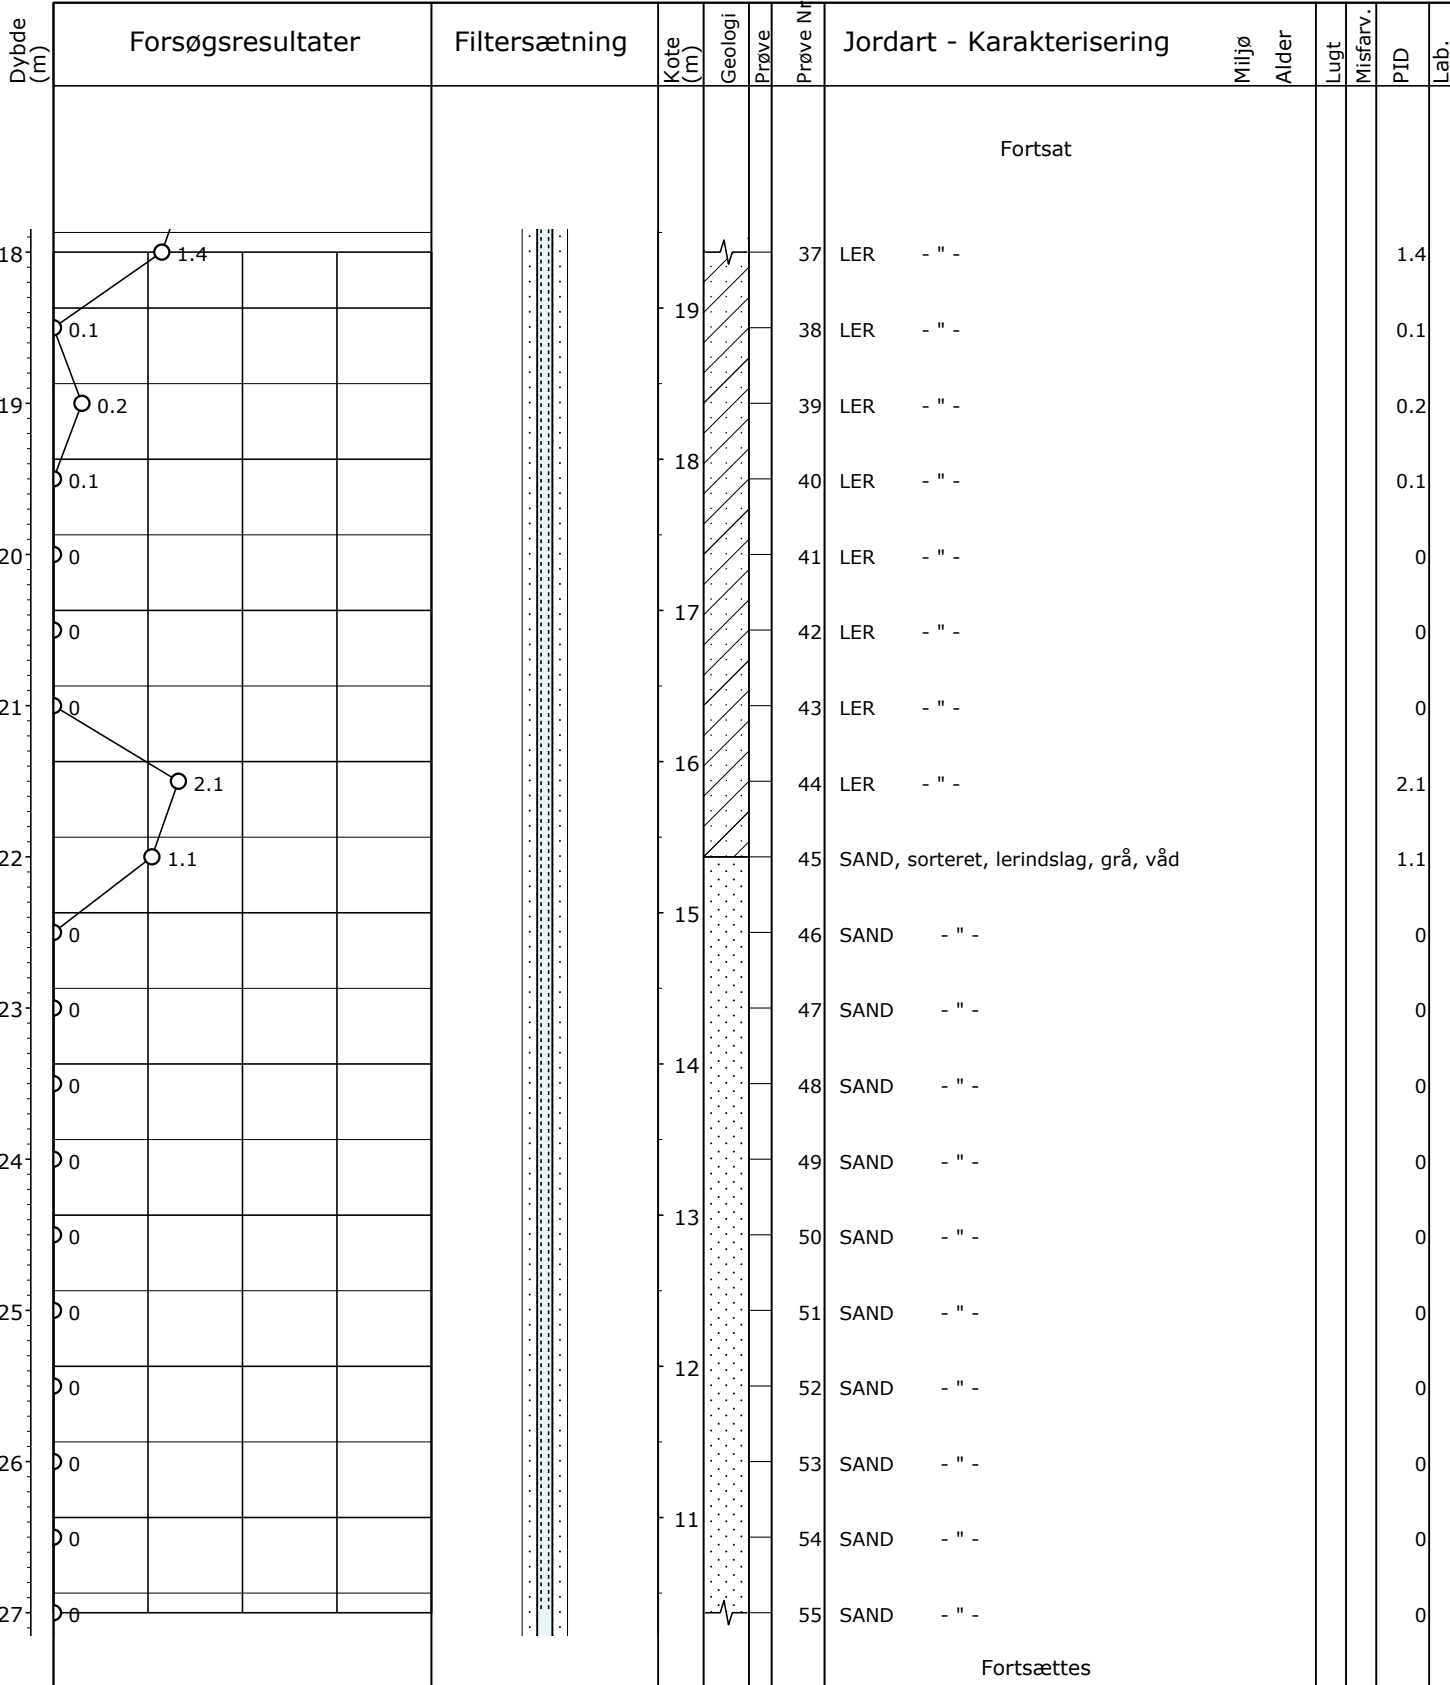 Dybde (m) Forsøgsresultater Filtersætning Kote (m) Geologi Prøve Prøve Nr Jordart - Karakterisering Miljø Alder Lugt Misfarv. PID Lab.
Fortsat
18 1.4 37 LER - " - 1.4
19
0.1 38 LER - " - 0.1
19 0.2 39 LER - " - 0.2
18
0.1 40 LER - " - 0.1
20 0 41 LER - " - 0
17
0 42 LER - " - 0
21 0 43 LER - " - 0
16
2.1 44 LER - " - 2.1
22 1.1 45 SAND, sorteret, lerindslag, grå, våd 1.1
15
0 46 SAND - " - 0
23 0 47 SAND - " - 0
14
0 48 SAND - " - 0
24 0 49 SAND - " - 0
13
0 50 SAND - " - 0
25 0 51 SAND - " - 0
12
0 52 SAND - " - 0
26 0 53 SAND - " - 0
11
0 54 SAND - " - 0
27 0 55 SAND - " - 0
Fortsættes